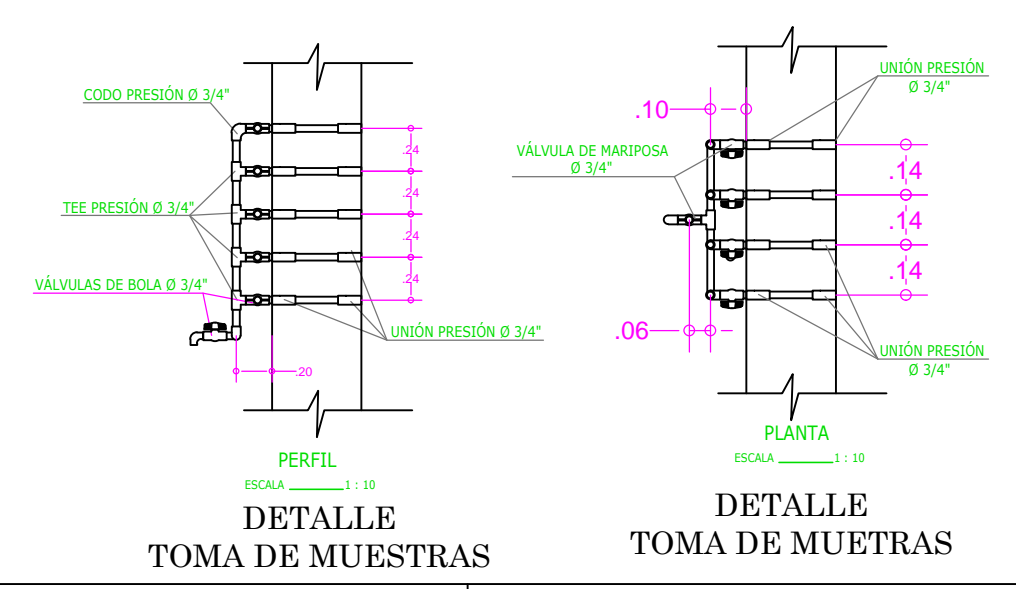 CODO PRESIÓN Ø 3/4"
TEE PRESIÓN Ø 3/4"
VÁLVULAS DE BOLA Ø 3/4"
.24
.24
.24
.24
UNIÓN PRESIÓN Ø 3/4"
.20
PERFIL
ESCALA 1 : 10
DETALLE
TOMA DE MUESTRAS
UNIÓN PRESIÓN
Ø 3/4"
.10
VÁLVULA DE MARIPOSA
Ø 3/4"
.14
.14
.14
.06
UNIÓN PRESIÓN
Ø 3/4"
PLANTA
ESCALA 1 : 10
DETALLE
TOMA DE MUETRAS